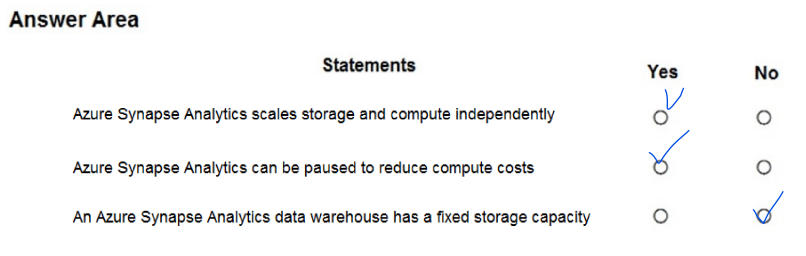 Answer Area
Statements Yes No
Azure Synapse Analytics scales storage and compute independently
Azure Synapse Analytics can be paused to reduce compute costs
An Azure Synapse Analytics data warehouse has a fixed storage capacity